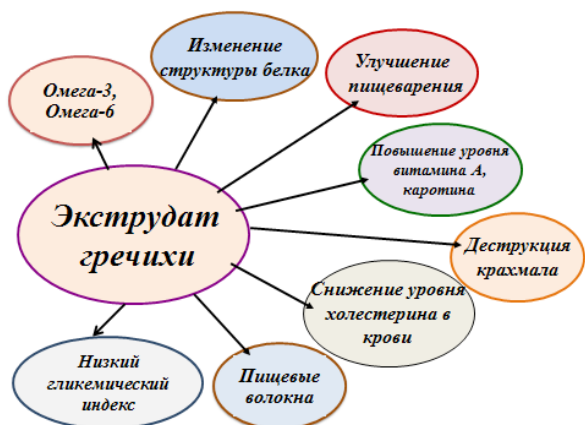 Изменение
структуры белка
Улучшение
пищеварения
Омега-3,
Омега-6
Повышение уровня
витамина А,
каротина
Экструдат
гречихи
Деструкция
крахмала
Снижение уровня
холестерина в
крови
Низкий
гликемический
индекс
Пищевые
волокна